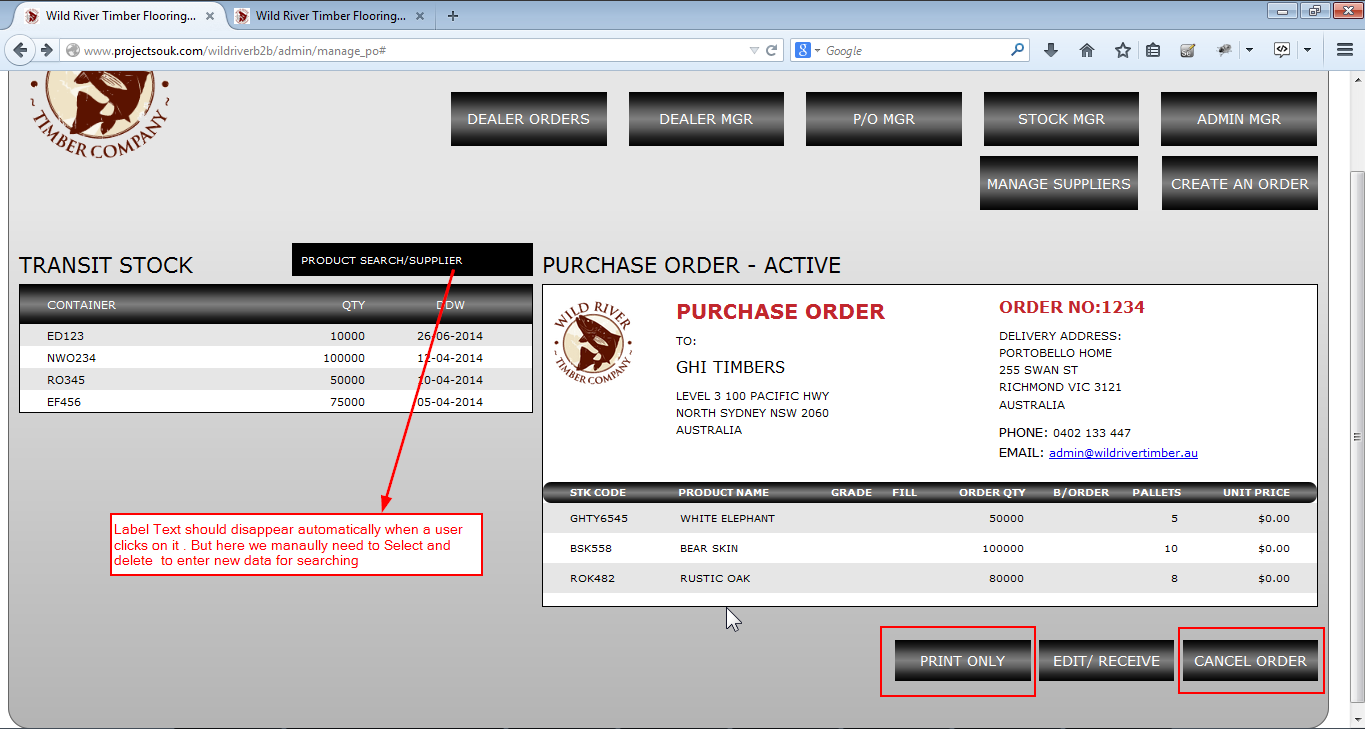 Wild River Timber Flooring... Wild River Timber Flooring...
www.projectsouk.com/wildriverb2b/admin/manage_po# Google
TIMBER COMPANY
DEALER ORDERS DEALER MGR P/O MGR STOCK MGR ADMIN MGR
MANAGE SUPPLIERS CREATE AN ORDER
TRANSIT STOCK
PRODUCT SEARCH/SUPPLIER
CONTAINER QTY DDW
ED123 10000 26-06-2014
NWO234 100000 12-04-2014
RO345 50000 10-04-2014
EF456 75000 05-04-2014
Label Text should disappear automatically when a user
clicks on it . But here we manaully need to Select and
delete to enter new data for searching
PURCHASE ORDER - ACTIVE
WILD RIVER
TIMBER COMPANY
PURCHASE ORDER
TO:
GHI TIMBERS
LEVEL 3 100 PACIFIC HWY
NORTH SYDNEY NSW 2060
AUSTRALIA
ORDER NO:1234
DELIVERY ADDRESS:
PORTOBELLO HOME
255 SWAN ST
RICHMOND VIC 3121
AUSTRALIA
PHONE: 0402 133 447
EMAIL: admin@wildrivertimber.au
STK CODE PRODUCT NAME GRADE FILL ORDER QTY B/ORDER PALLETS UNIT PRICE
GHTY6545 WHITE ELEPHANT 50000 5 $0.00
BSK558 BEAR SKIN 100000 10 $0.00
ROK482 RUSTIC OAK 80000 8 $0.00
PRINT ONLY EDIT/ RECEIVE CANCEL ORDER